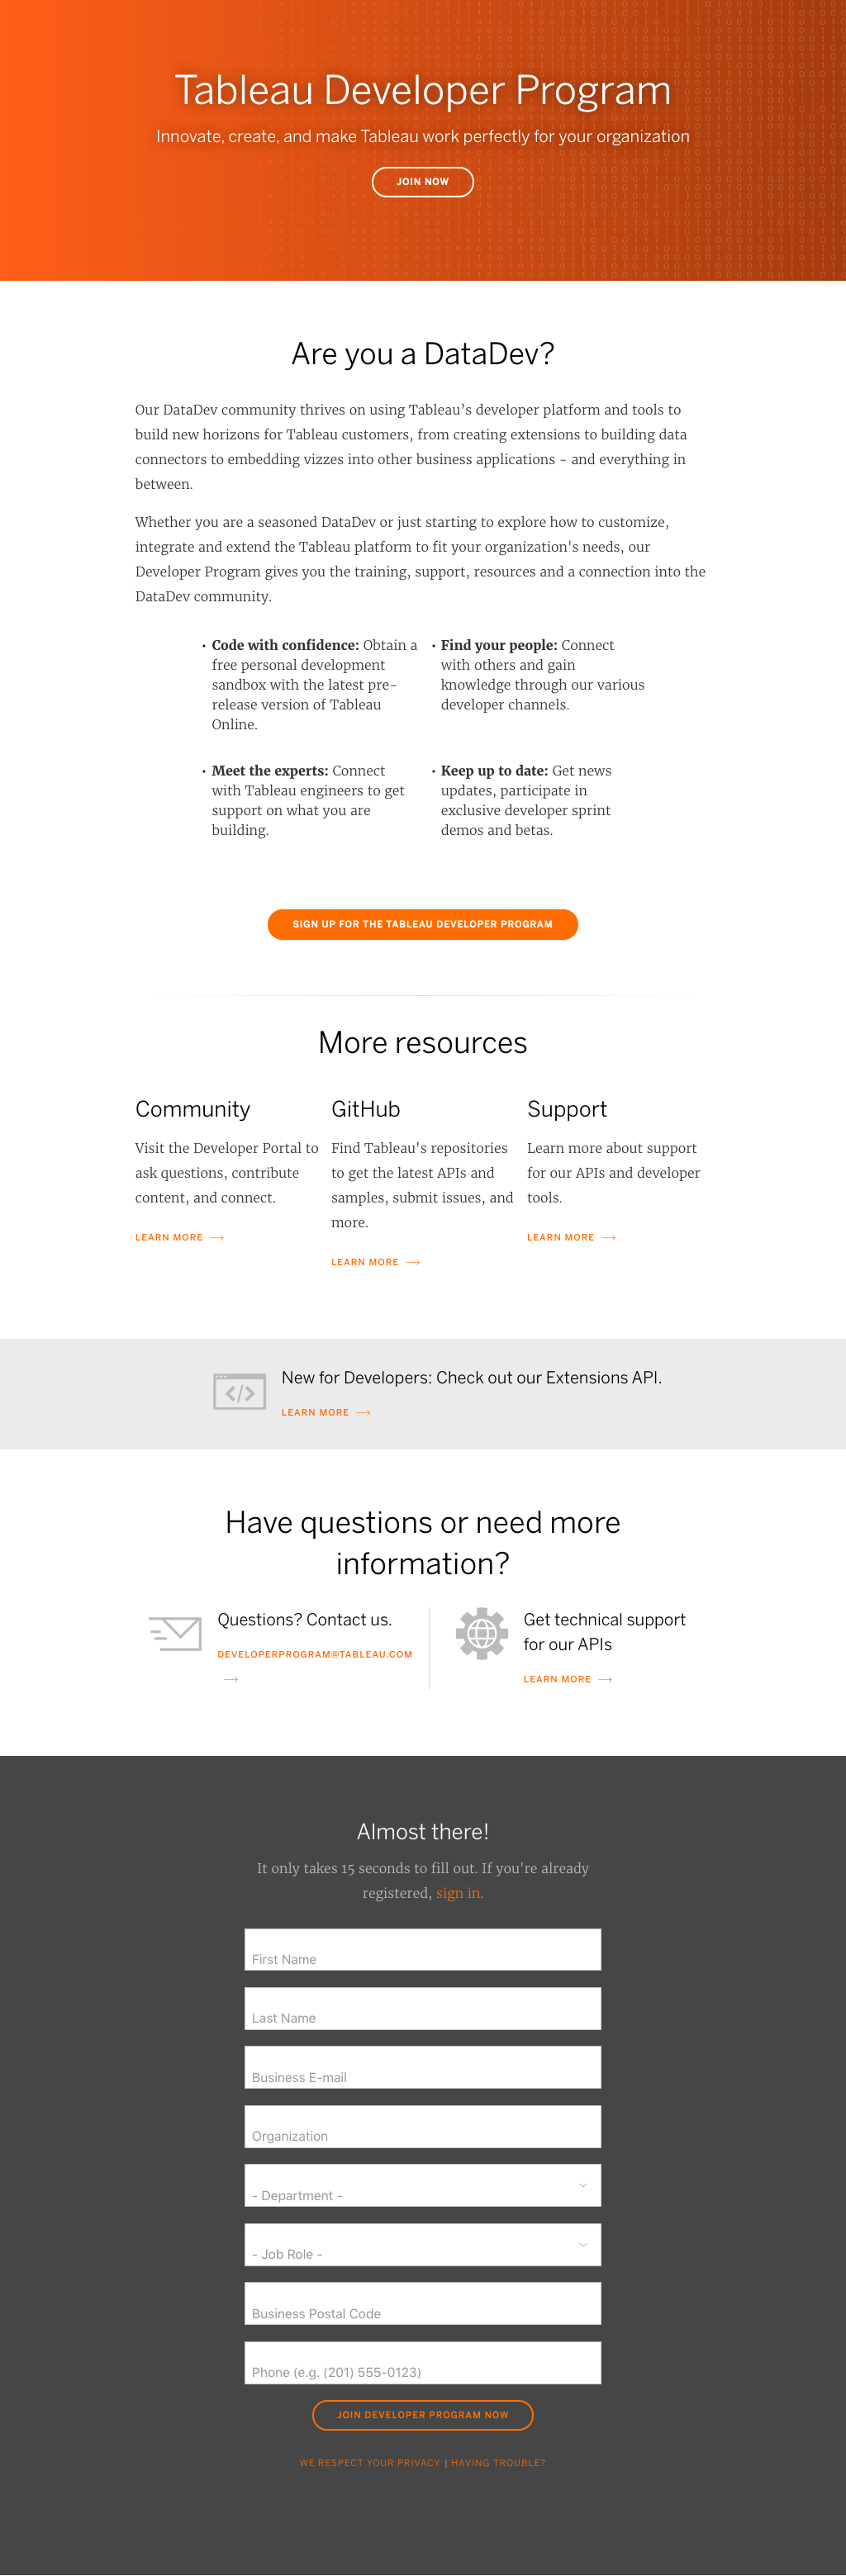 Tableau Developer Program
Innovate, create, and make Tableau work perfectly for your organization
JOIN NOW
Are you a DataDev?
Our DataDev community thrives on using Tableau’s developer platform and tools to
build new horizons for Tableau customers, from creating extensions to building data
connectors to embedding vizzes into other business applications - and everything in
between.
Whether you are a seasoned DataDev or just starting to explore how to customize,
integrate and extend the Tableau platform to fit your organization's needs, our
Developer Program gives you the training, support, resources and a connection into the
DataDev community.
• Code with confidence: Obtain a
free personal development
sandbox with the latest pre-
release version of Tableau
Online.
• Find your people: Connect
with others and gain
knowledge through our various
developer channels.
• Meet the experts: Connect
with Tableau engineers to get
support on what you are
building.
• Keep up to date: Get news
updates, participate in
exclusive developer sprint
demos and betas.
SIGN UP FOR THE TABLEAU DEVELOPER PROGRAM
More resources
Community
Visit the Developer Portal to
ask questions, contribute
content, and connect.
LEARN MORE
GitHub
Find Tableau's repositories
to get the latest APIs and
samples, submit issues, and
more.
LEARN MORE
Support
Learn more about support
for our APIs and developer
tools.
LEARN MORE
New for Developers: Check out our Extensions API.
LEARN MORE
Have questions or need more
information?
Questions? Contact us.
DEVELOPERPROGRAM@TABLEAU.COM
Get technical support
for our APIs
LEARN MORE
Almost there!
It only takes 15 seconds to fill out. If you're already
registered, sign in.
First Name
Last Name
Business E-mail
Organization
- Department -
- Job Role -
Business Postal Code
Phone (e.g. (201) 555-0123)
JOIN DEVELOPER PROGRAM NOW
WE RESPECT YOUR PRIVACY | HAVING TROUBLE?